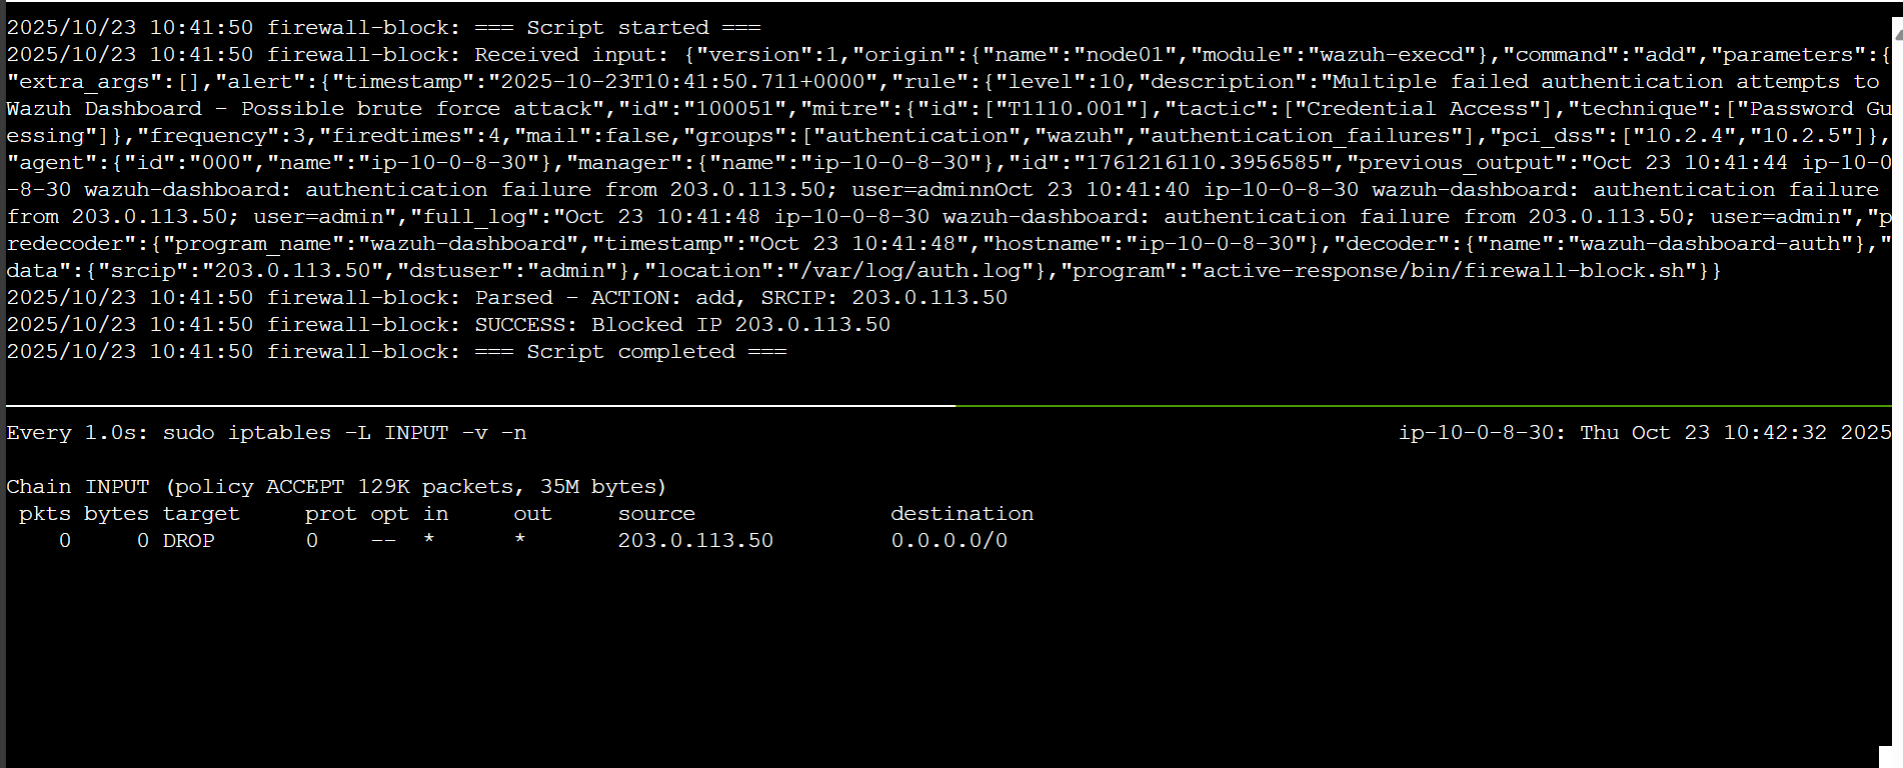 2025/10/23 10:41:50 firewall-block: === Script started ===
2025/10/23 10:41:50 firewall-block: Received input: {"version":1,"origin":{"name":"node01","module":"wazuh-execd"},"command":"add","parameters":{
"extra_args":[],"alert":{"timestamp":"2025-10-23T10:41:50.711+0000","rule":{"level":10,"description":"Multiple failed authentication attempts to
Wazuh Dashboard - Possible brute force attack","id":"100051","mitre":{"id":["T1110.001"],"tactic":["Credential Access"],"technique":["Password Gu
essing"]},"frequency":3,"firedtimes":4,"mail":false,"groups":["authentication","wazuh","authentication_failures"],"pci_dss":["10.2.4","10.2.5"]},
"agent":{"id":"000","name":"ip-10-0-8-30"},"manager":{"name":"ip-10-0-8-30"},"id":"1761216110.3956585","previous_output":"Oct 23 10:41:44 ip-10-0
-8-30 wazuh-dashboard: authentication failure from 203.0.113.50; user=adminnOct 23 10:41:40 ip-10-0-8-30 wazuh-dashboard: authentication failure
from 203.0.113.50; user=admin","full_log":"Oct 23 10:41:48 ip-10-0-8-30 wazuh-dashboard: authentication failure from 203.0.113.50; user=admin","p
redecoder":{"program_name":"wazuh-dashboard","timestamp":"Oct 23 10:41:48","hostname":"ip-10-0-8-30"},"decoder":{"name":"wazuh-dashboard-auth"},"
data":{"srcip":"203.0.113.50","dstuser":"admin"},"location":"/var/log/auth.log"},"program":"active-response/bin/firewall-block.sh"}}
2025/10/23 10:41:50 firewall-block: Parsed - ACTION: add, SRCIP: 203.0.113.50
2025/10/23 10:41:50 firewall-block: SUCCESS: Blocked IP 203.0.113.50
2025/10/23 10:41:50 firewall-block: === Script completed ===
Every 1.0s: sudo iptables -L INPUT -v -n ip-10-0-8-30: Thu Oct 23 10:42:32 2025
Chain INPUT (policy ACCEPT 129K packets, 35M bytes)
pkts bytes target prot opt in out source destination
0 0 DROP 0 -- * * 203.0.113.50 0.0.0.0/0